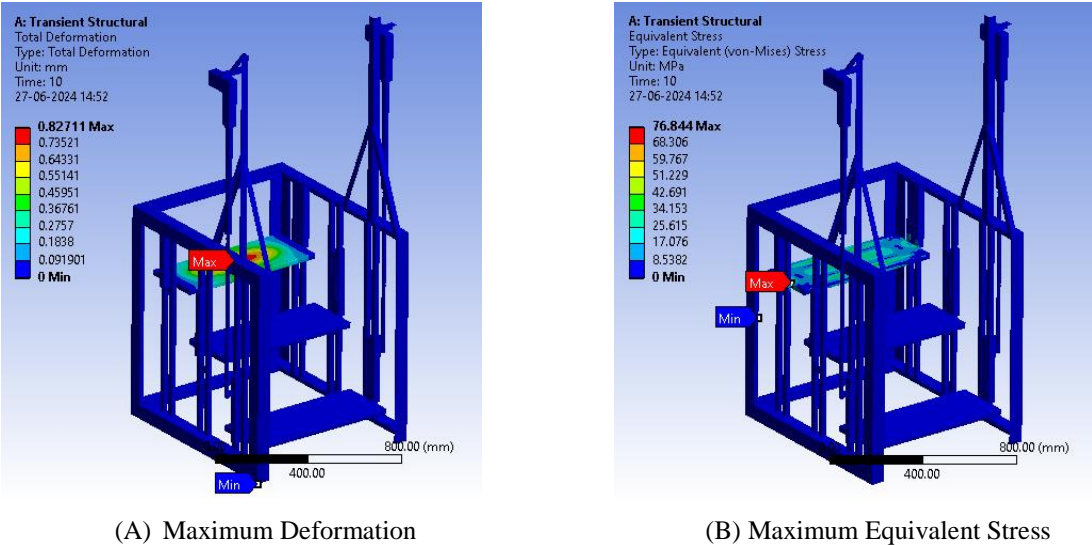 A: Transient Structural
Total Deformation
Type: Total Deformation
Unit: mm
Time: 10
27-06-2024 14:52
0.82711 Max
0.73521
0.64331
0.55141
0.45951
0.36761
0.2757
0.1838
0.091901
0 Min
Max
Min
800.00 (mm)
400.00
A: Transient Structural
Equivalent Stress
Type: Equivalent (von-Mises) Stress
Unit: MPa
Time: 10
27-06-2024 14:52
76.844 Max
68.306
59.767
51.229
42.691
34.153
25.615
17.076
8.5382
0 Min
Max
Min
800.00 (mm)
400.00
(A) Maximum Deformation
(B) Maximum Equivalent Stress